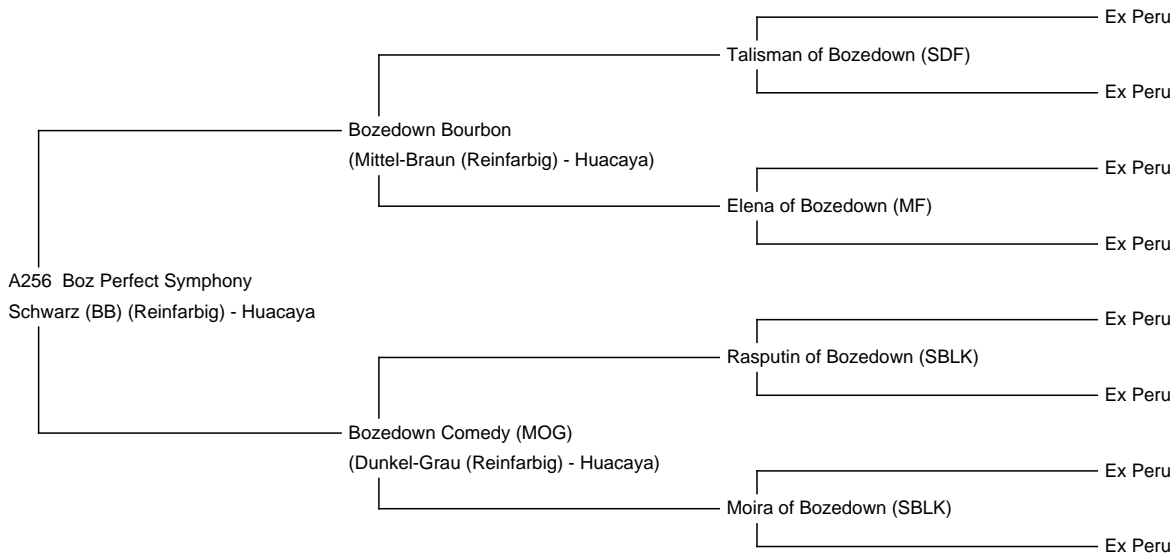 Ex Peru
Talisman of Bozedown (SDF)
Ex Peru
Bozedown Bourbon
(Mittel-Braun (Reinfarbig) - Huacaya)
Ex Peru
Elena of Bozedown (MF)
Ex Peru
A256  Boz Perfect Symphony
Schwarz (BB) (Reinfarbig) - Huacaya
Ex Peru
Rasputin of Bozedown (SBLK)
Ex Peru
Bozedown Comedy (MOG)
(Dunkel-Grau (Reinfarbig) - Huacaya)
Ex Peru
Moira of Bozedown (SBLK)
Ex Peru